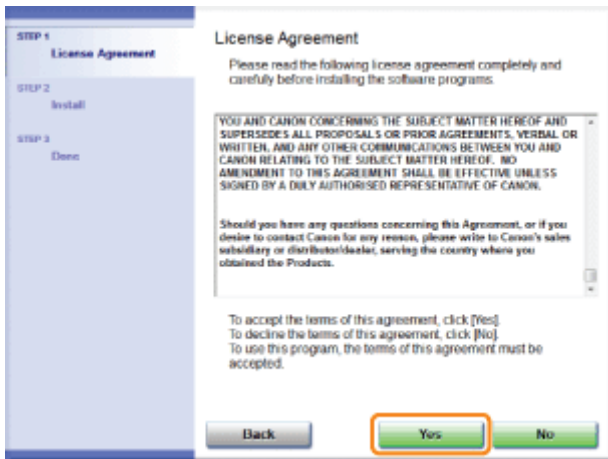 STEP 1
License Agreement
STEP 2
Install
STEP 3
Done
License Agreement
Please read the following license agreement completely and
carefully before installing the software programs.
YOU AND CANON CONCERNING THE SUBJECT MATTER HEREOF AND
SUPERSEDES ALL PROPOSALS OR PRIOR AGREEMENTS, VERBAL OR
WRITTEN, AND ANY OTHER COMMUNICATIONS BETWEEN YOU AND
CANON RELATING TO THE SUBJECT MATTER HEREOF. NO
AMENDMENT TO THIS AGREEMENT SHALL BE EFFECTIVE UNLESS
SIGNED BY A DULY AUTHORISED REPRESENTATIVE OF CANON.
Should you have any questions concerning this Agreement, or if you
desire to contact Canon for any reason, please write to Canon's sales
subsidiary or distributor/dealer, serving the country where you
obtained the Products.
To accept the terms of this agreement, click [Yes].
To decline the terms of this agreement, click [No].
To use this program, the terms of this agreement must be
accepted.
Back
Yes
No